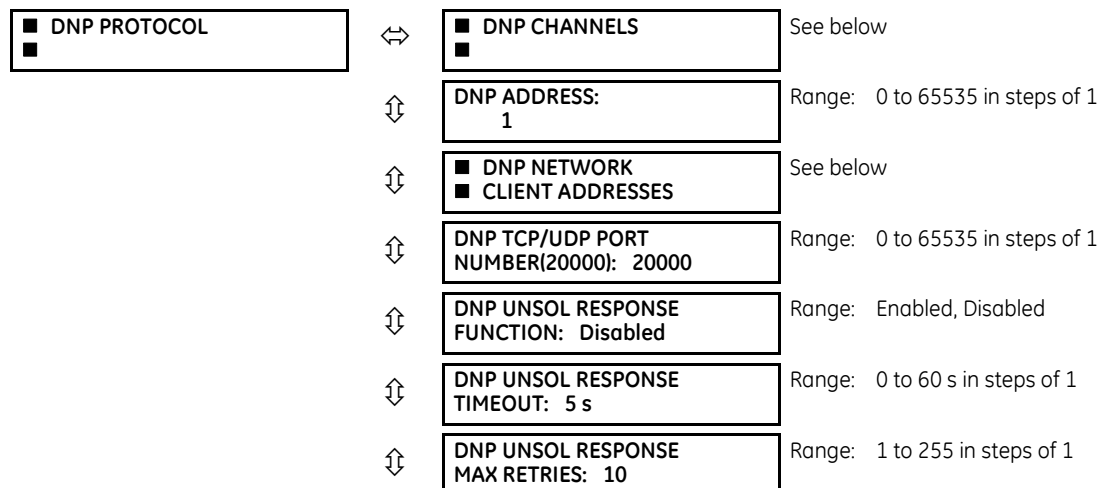 ■ DNP PROTOCOL
■
■ DNP CHANNELS
■
See below
DNP ADDRESS:
1
Range: 0 to 65535 in steps of 1
■ DNP NETWORK
■ CLIENT ADDRESSES
See below
DNP TCP/UDP PORT
NUMBER(20000): 20000
Range: 0 to 65535 in steps of 1
DNP UNSOL RESPONSE
FUNCTION: Disabled
Range: Enabled, Disabled
DNP UNSOL RESPONSE
TIMEOUT: 5 s
Range: 0 to 60 s in steps of 1
DNP UNSOL RESPONSE
MAX RETRIES: 10
Range: 1 to 255 in steps of 1